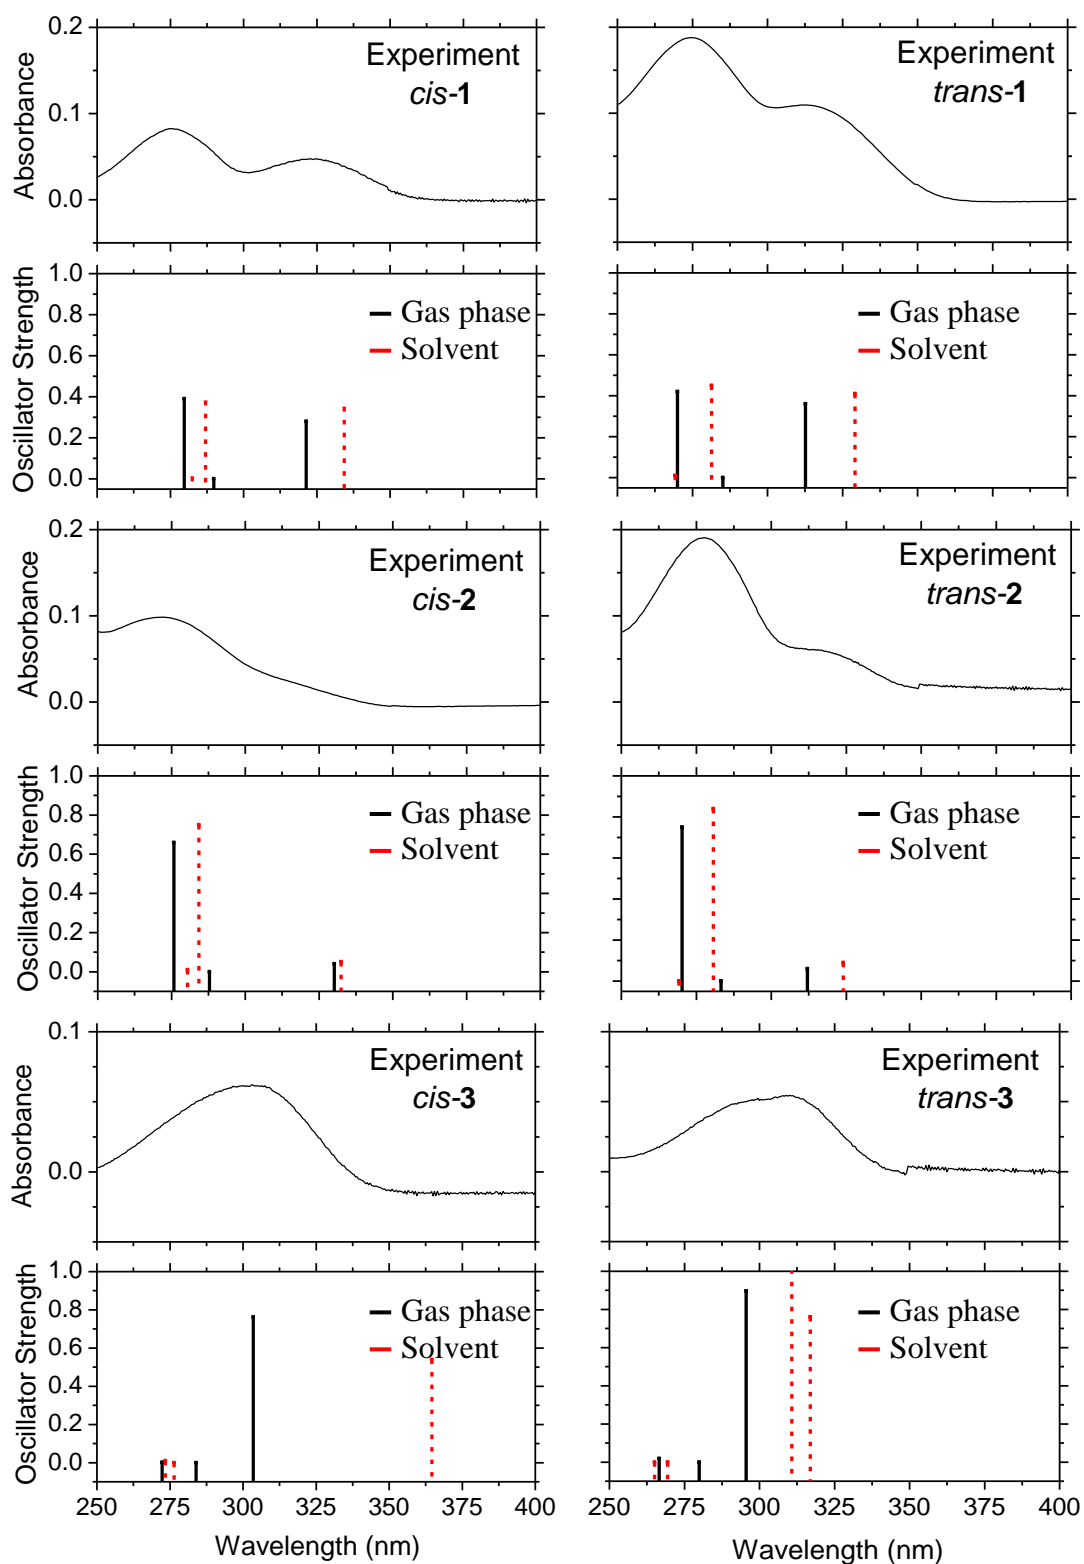 0.2
0.1
0.0
Absorbance
Experiment
cis-1
Experiment
trans-1
1.0
0.8
0.6
0.4
0.2
0.0
Oscillator Strength
Gas phase
Solvent
Gas phase
Solvent
0.2
0.1
0.0
Absorbance
Experiment
cis-2
Experiment
trans-2
1.0
0.8
0.6
0.4
0.2
0.0
Oscillator Strength
Gas phase
Solvent
Gas phase
Solvent
0.1
0.0
Absorbance
Experiment
cis-3
Experiment
trans-3
1.0
0.8
0.6
0.4
0.2
0.0
Oscillator Strength
Gas phase
Solvent
Gas phase
Solvent
250 275 300 325 350 375 400
250 275 300 325 350 375 400
Wavelength (nm)
Wavelength (nm)